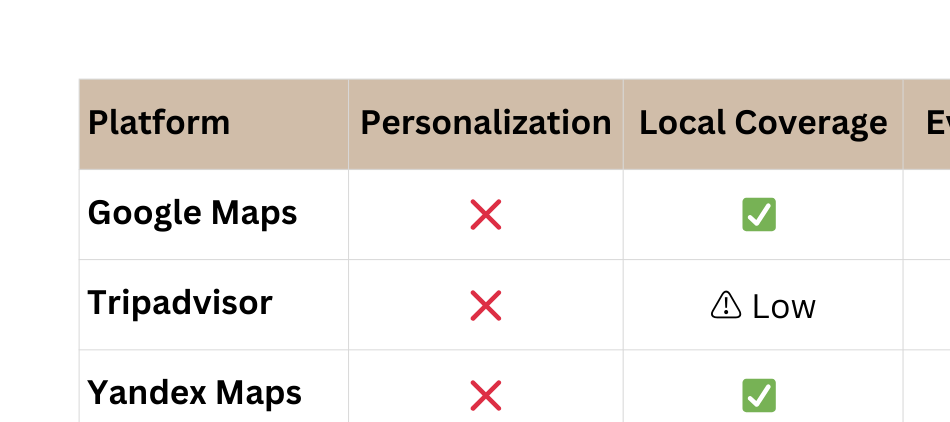 Platform Personalization Local Coverage
Google Maps ❌ ✅
Tripadvisor ❌ ⚠ Low
Yandex Maps ❌ ✅